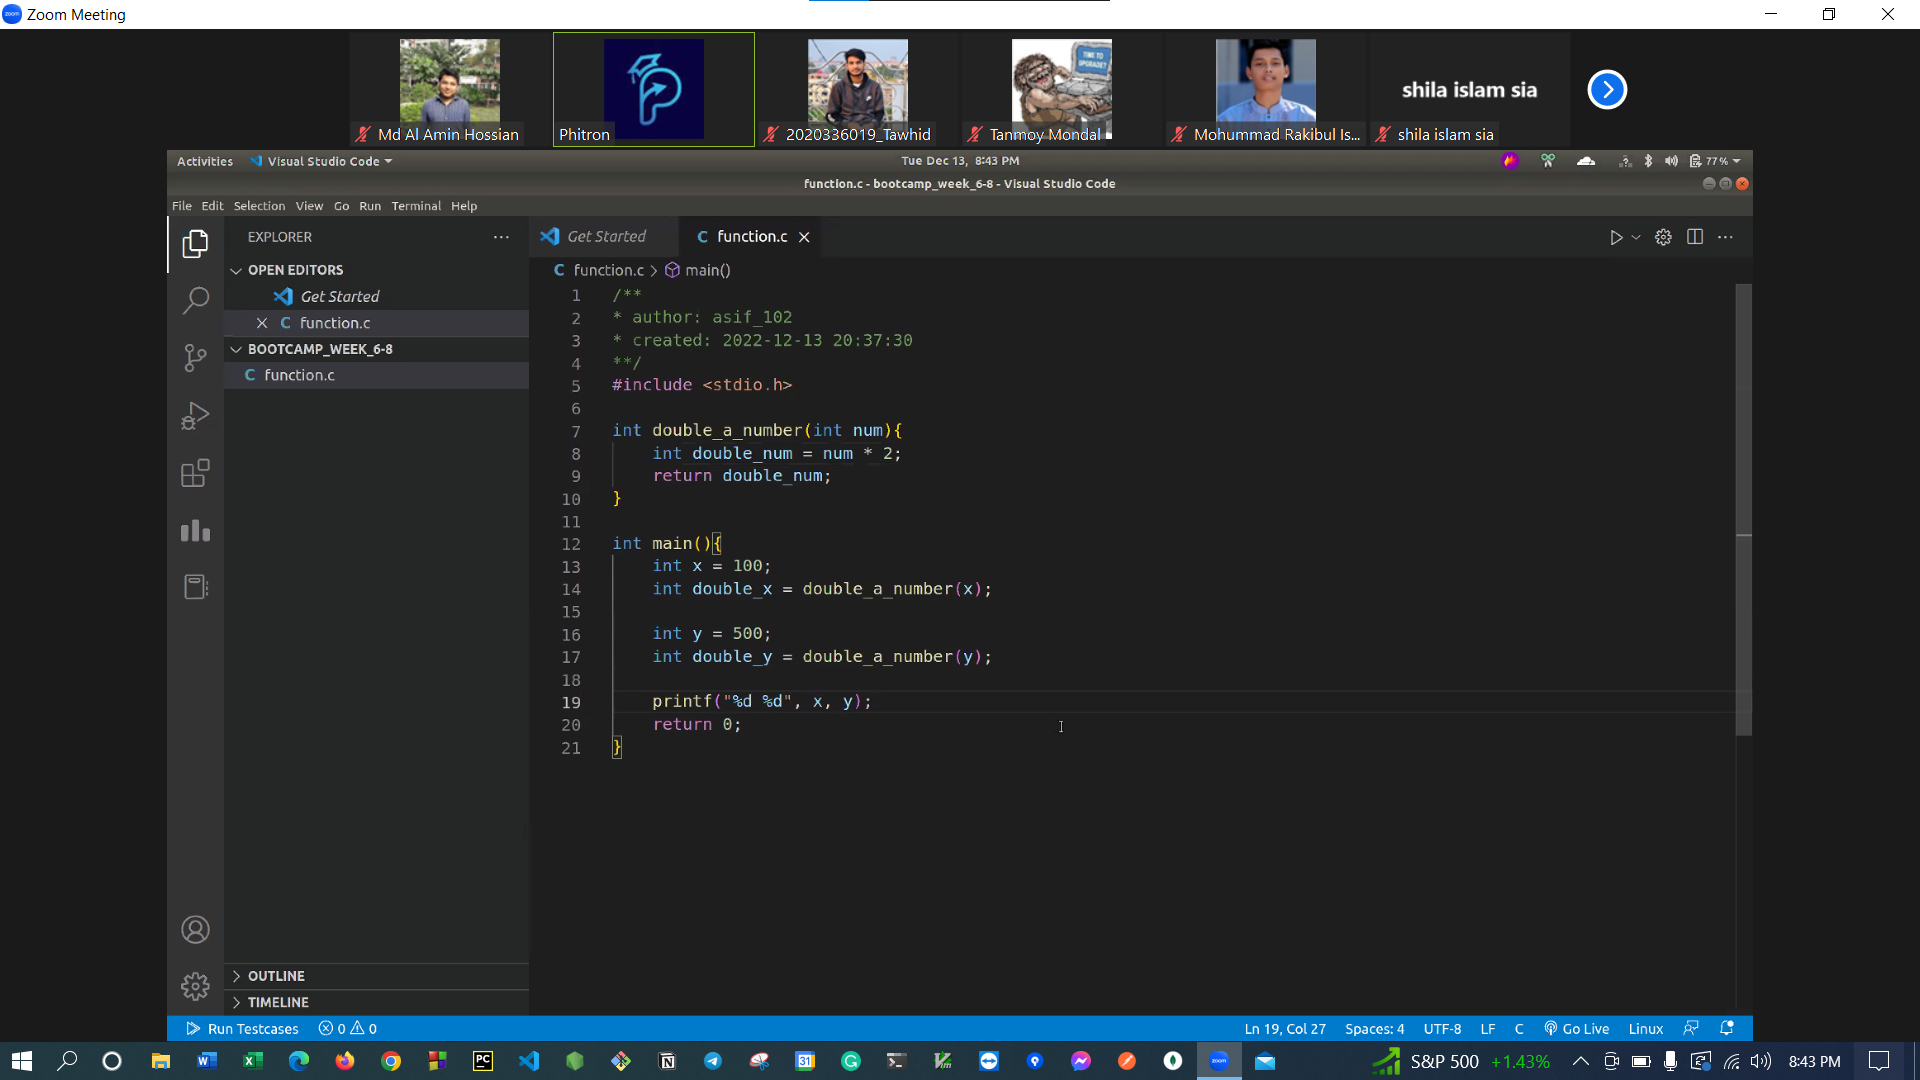 Zoom Meeting
TIME TO UPGRADE?
shila islam sia
Md Al Amin Hossian
Phitron
2020336019_Tawhid
Tanmoy Mondal
Mohummad Rakibul Is...
shila islam sia
Activities
Visual Studio Code
Tue Dec 13, 8:43 PM
77%
function.c - bootcamp_week_6-8 - Visual Studio Code
File Edit Selection View Go Run Terminal Help
EXPLORER
Get Started
function.c
OPEN EDITORS
Get Started
C function.c
BOOTCAMP_WEEK_6-8
C function.c
C function.c > main()
1 /**
2 * author: asif_102
3 * created: 2022-12-13 20:37:30
4 **/
5 #include <stdio.h>
6
7 int double_a_number(int num){
8 int double_num = num * 2;
9 return double_num;
10 }
11
12 int main(){
13 int x = 100;
14 int double_x = double_a_number(x);
15
16 int y = 500;
17 int double_y = double_a_number(y);
18
19 printf("%d %d", x, y);
20 return 0;
21 }
OUTLINE
TIMELINE
Run Testcases
0 0
Ln 19, Col 27
Spaces: 4
UTF-8
LF
C
Go Live
Linux
S&P 500 +1.43%
8:43 PM